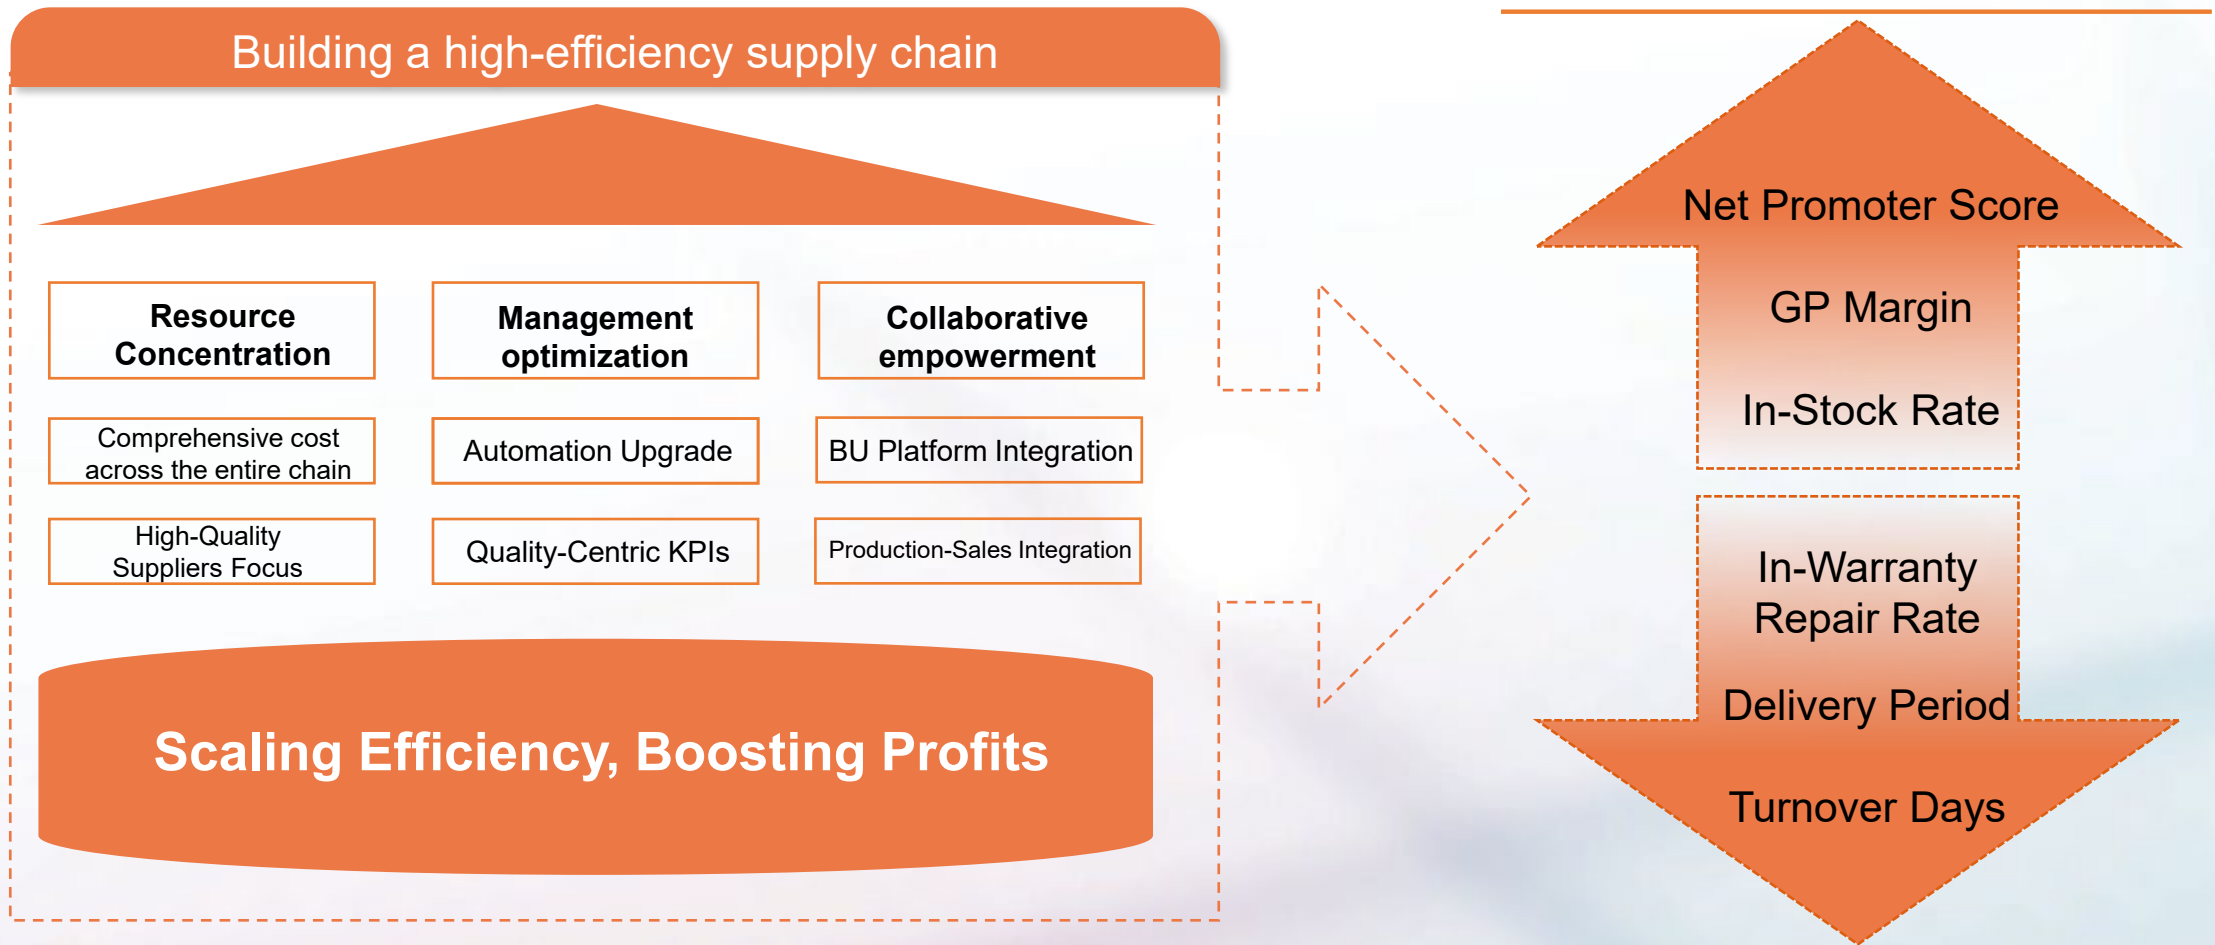 Building a high-efficiency supply chain
Resource
Concentration
Comprehensive cost
across the entire chain
High-Quality
Suppliers Focus
Management
optimization
Automation Upgrade
Quality-Centric KPIs
Collaborative
empowerment
BU Platform Integration
Production-Sales Integration
Scaling Efficiency, Boosting Profits
Net Promoter Score
GP Margin
In-Stock Rate
In-Warranty
Repair Rate
Delivery Period
Turnover Days